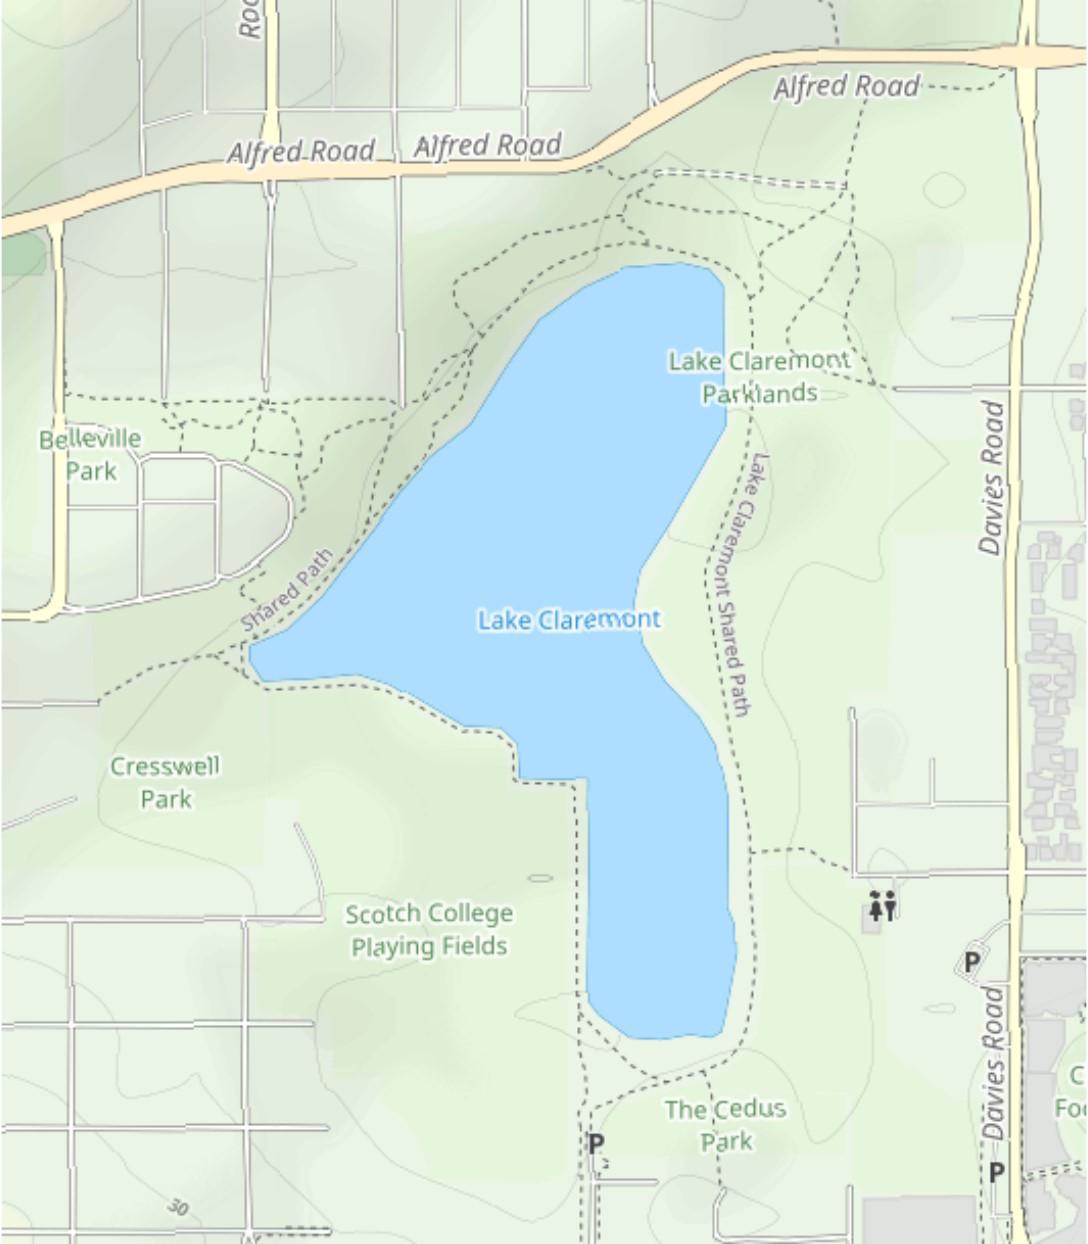 Alfred Road
Alfred Road
Alfred Road
Lake Claremont
Parklands
Belleville
Park
Davies Road
Lake Claremont Shared Path
Shared Path
Lake Claremont
Cresswell
Park
Scotch College
Playing Fields
P
Davies Road
The Cedus
Park
P
P
30